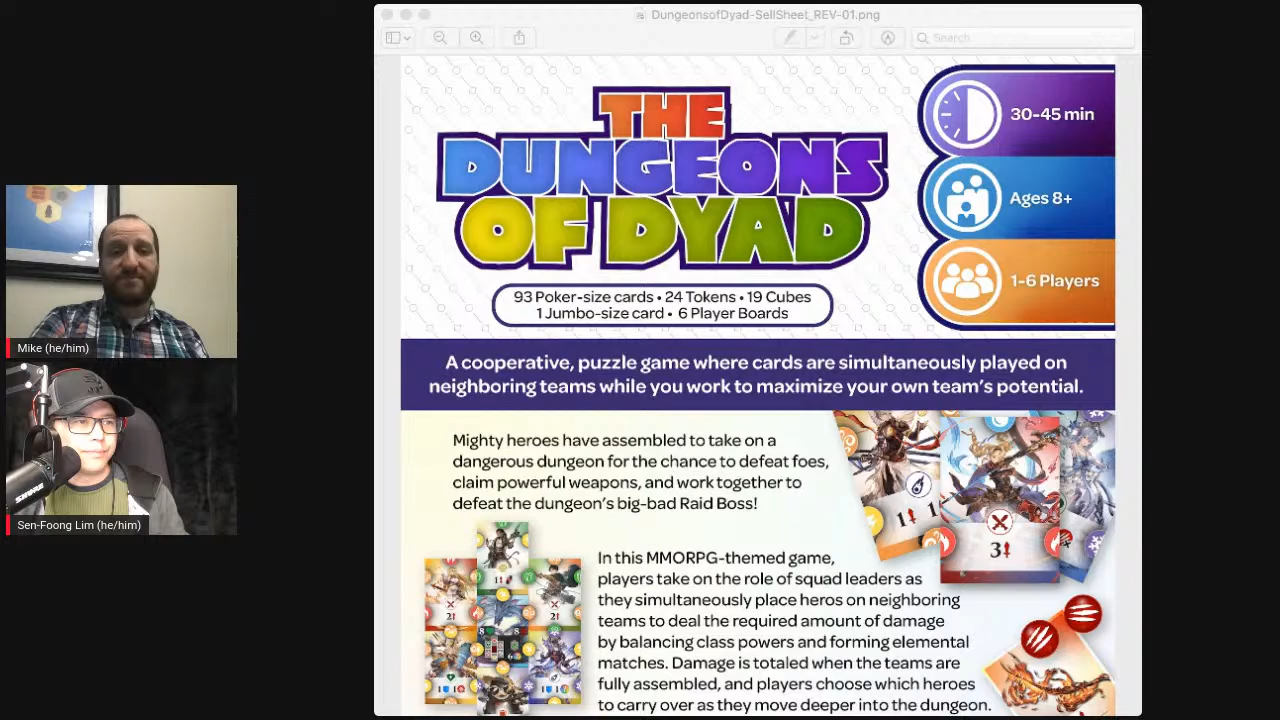 DungeonsofDyad-SellSheet_REV-01.png
Search
THE
DUNGEONS
OF DYAD
30-45 min
Ages 8+
1-6 Players
93 Poker-size cards • 24 Tokens • 19 Cubes
1 Jumbo-size card • 6 Player Boards
A cooperative, puzzle game where cards are simultaneously played on
neighboring teams while you work to maximize your own team's potential.
Mighty heroes have assembled to take on a
dangerous dungeon for the chance to defeat foes,
claim powerful weapons, and work together to
defeat the dungeon's big-bad Raid Boss!
In this MMORPG-themed game,
players take on the role of squad leaders as
they simultaneously place heros on neighboring
teams to deal the required amount of damage
by balancing class powers and forming elemental
matches. Damage is totaled when the teams are
fully assembled, and players choose which heroes
to carry over as they move deeper into the dungeon.
1 1
3
Mike (he/him)
SHURE
Sen-Foong Lim (he/him)